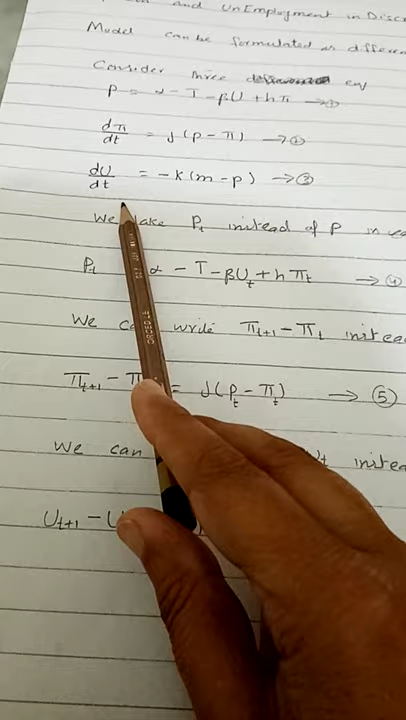 and UnEmployment in Disc
Model can be formulated as differen
Consider three eq
p = α - T - βU + hπ → ①
dπ/dt = j(p - π) → ②
dU/dt = -k(m - p) → ③
We take Pt instead of p in
Pt α - T - βUt + hπt → ④
We write πt+1 - πt instea
πt+1 - π = j(pt - πt) → ⑤
We can instea
Ut+1 - U